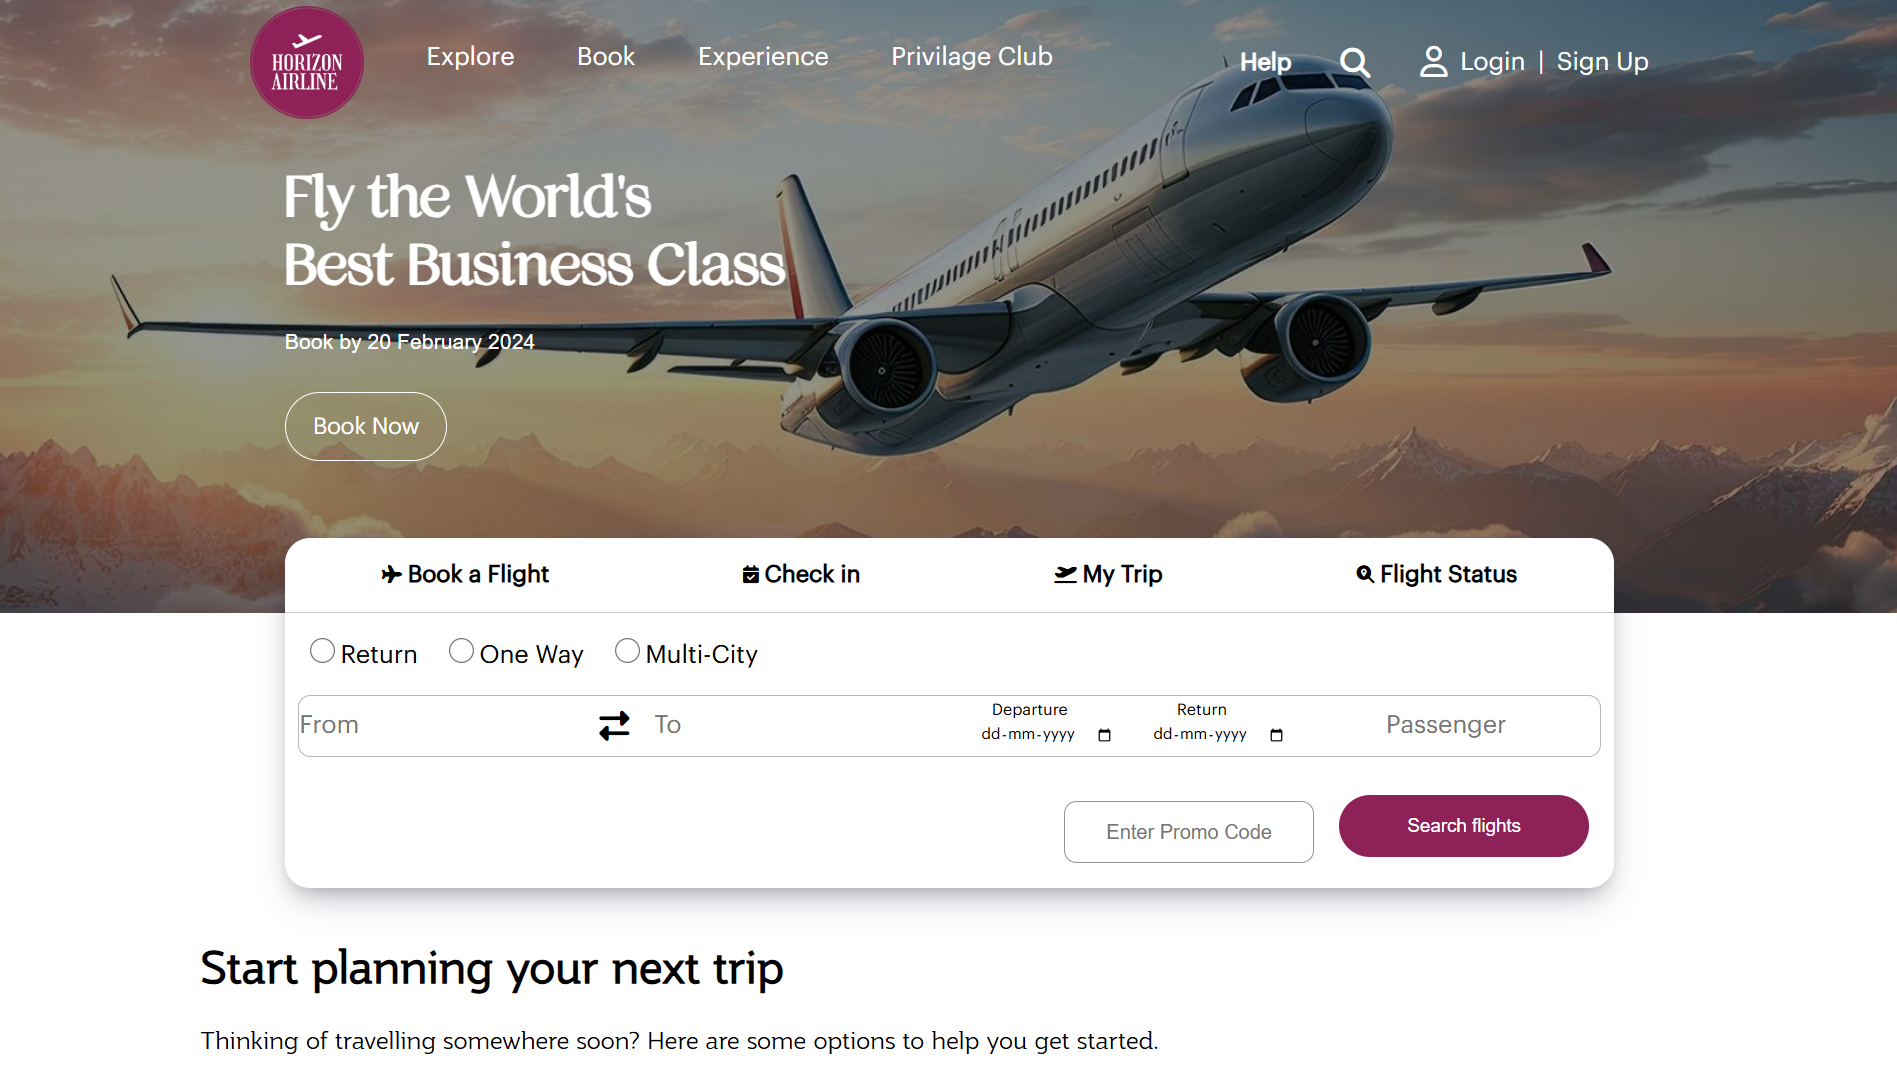 HORIZON
AIRLINE
Explore
Book
Experience
Privilage Club
Help
Login | Sign Up
Fly the World's
Best Business Class
Book by 20 February 2024
Book Now
Book a Flight
Check in
My Trip
Flight Status
Return
One Way
Multi-City
From
To
Departure
dd-mm-yyyy
Return
dd-mm-yyyy
Passenger
Enter Promo Code
Search flights
Start planning your next trip
Thinking of travelling somewhere soon? Here are some options to help you get started.